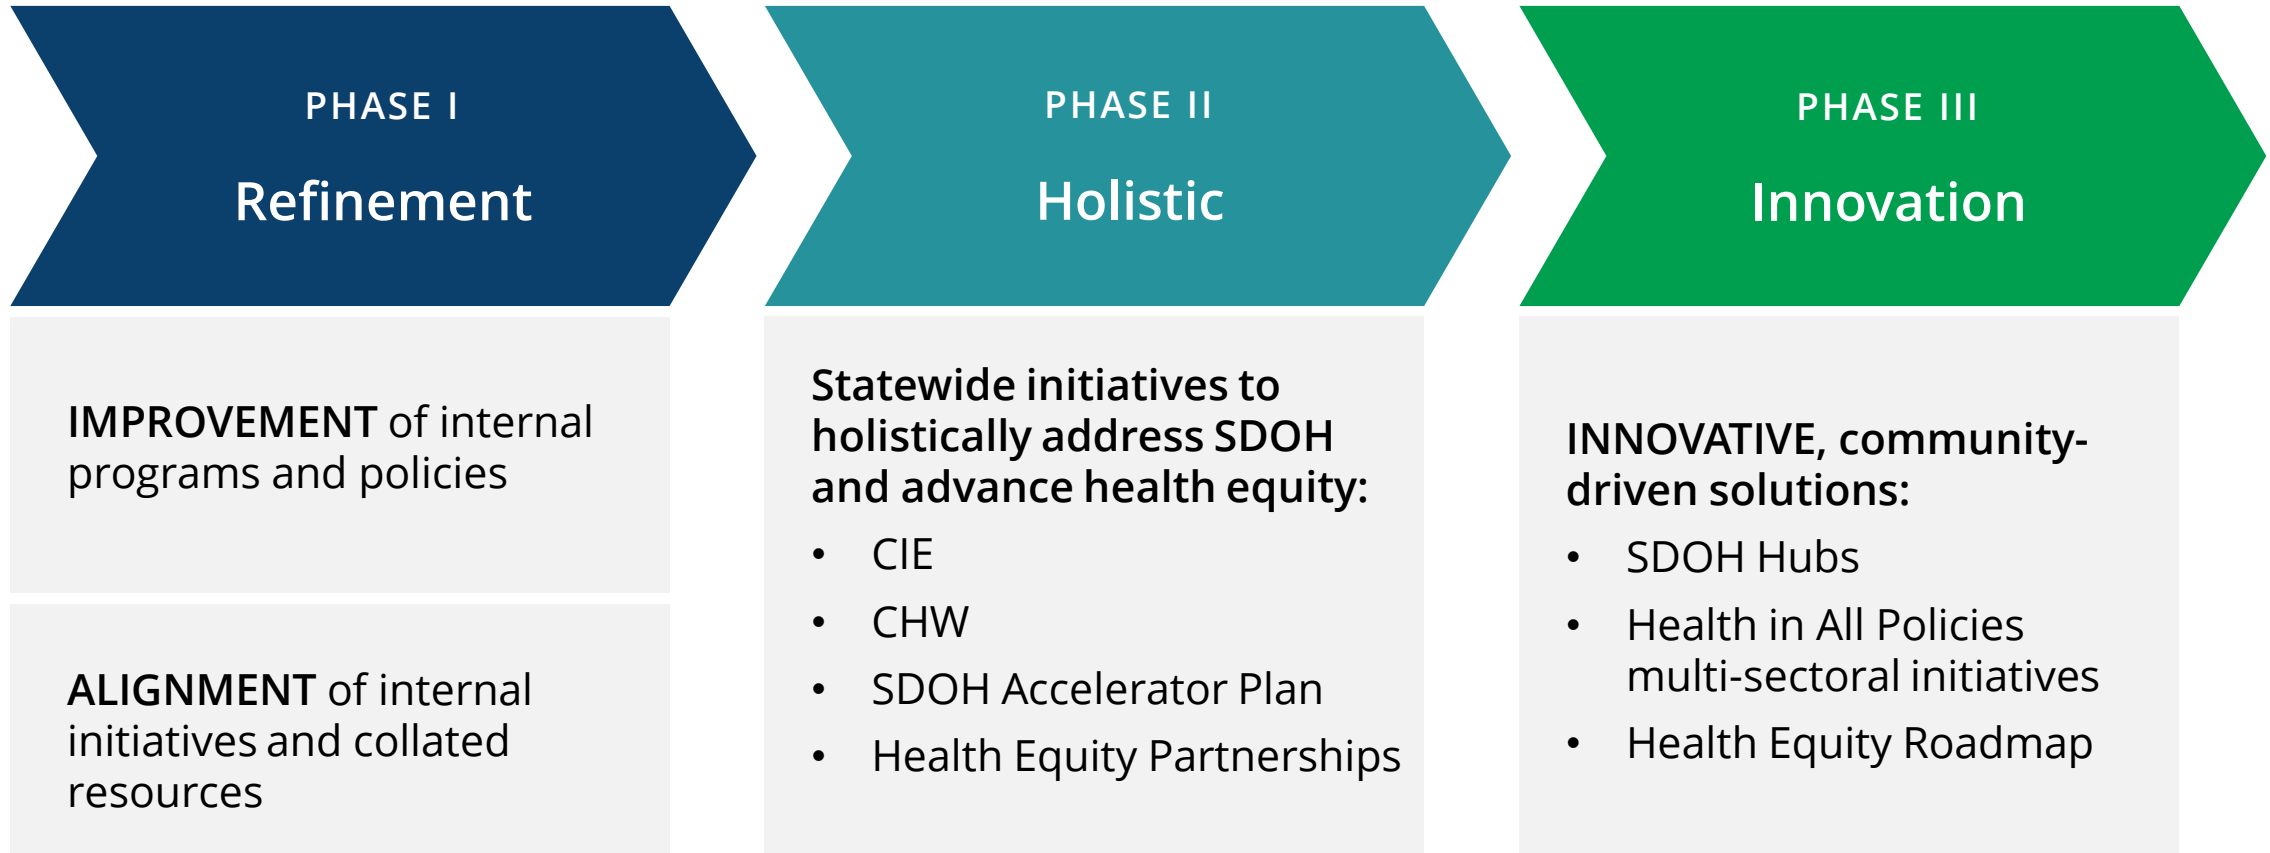 PHASE I
Refinement
IMPROVEMENT of internal
programs and policies
ALIGNMENT of internal
initiatives and collated
resources
PHASE II
Holistic
Statewide initiatives to
holistically address SDOH
and advance health equity:
• CIE
• CHW
• SDOH Accelerator Plan
• Health Equity Partnerships
PHASE III
Innovation
INNOVATIVE, community-
driven solutions:
• SDOH Hubs
• Health in All Policies
multi-sectoral initiatives
• Health Equity Roadmap